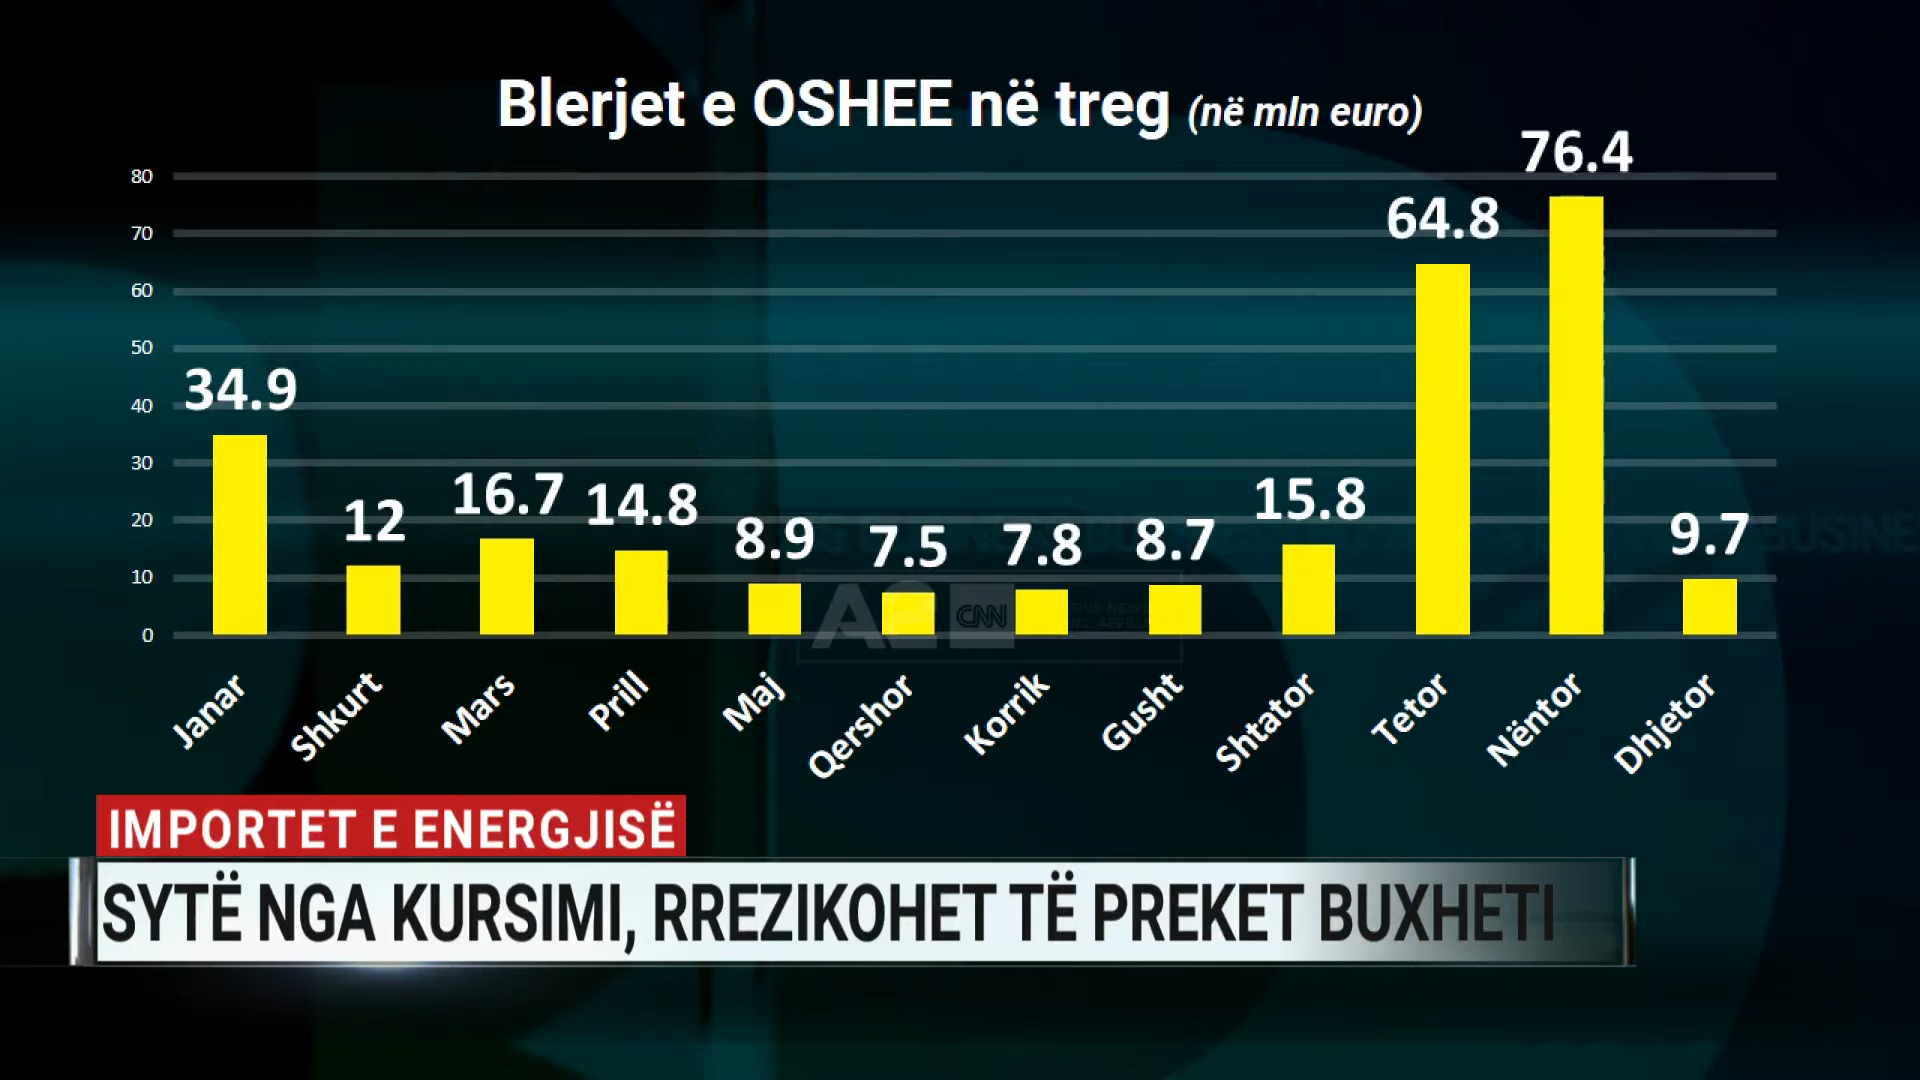 Blerjet e OSHEE në treg (në mln euro)
80
70
60
50
40
30
20
10
0
34.9
12
16.7
14.8
8.9
7.5
7.8
8.7
15.8
64.8
76.4
9.7
Janar
Shkurt
Mars
Prill
Maj
Qershor
Korrik
Gusht
Shtator
Tetor
Nëntor
Dhjetor
A2 CNN
IMPORTET E ENERGJISË
SYTË NGA KURSIMI, RREZIKOHET TË PREKET BUXHETI